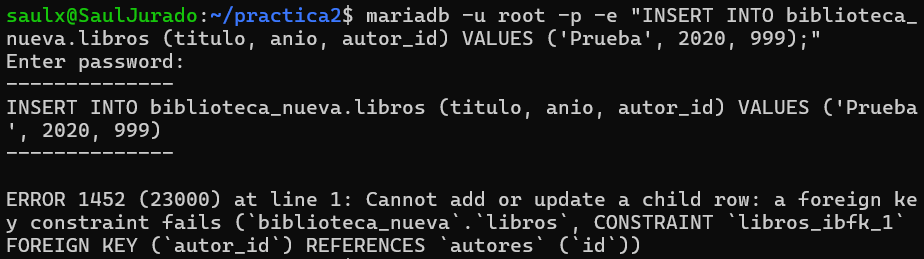 saulx@SaulJurado:~/practica2$ mariadb -u root -p -e "INSERT INTO biblioteca_
nueva.libros (titulo, anio, autor_id) VALUES ('Prueba', 2020, 999);"
Enter password:
--------------
INSERT INTO biblioteca_nueva.libros (titulo, anio, autor_id) VALUES ('Prueba
', 2020, 999)
--------------

ERROR 1452 (23000) at line 1: Cannot add or update a child row: a foreign ke
y constraint fails (`biblioteca_nueva`.`libros`, CONSTRAINT `libros_ibfk_1`
FOREIGN KEY (`autor_id`) REFERENCES `autores` (`id`))